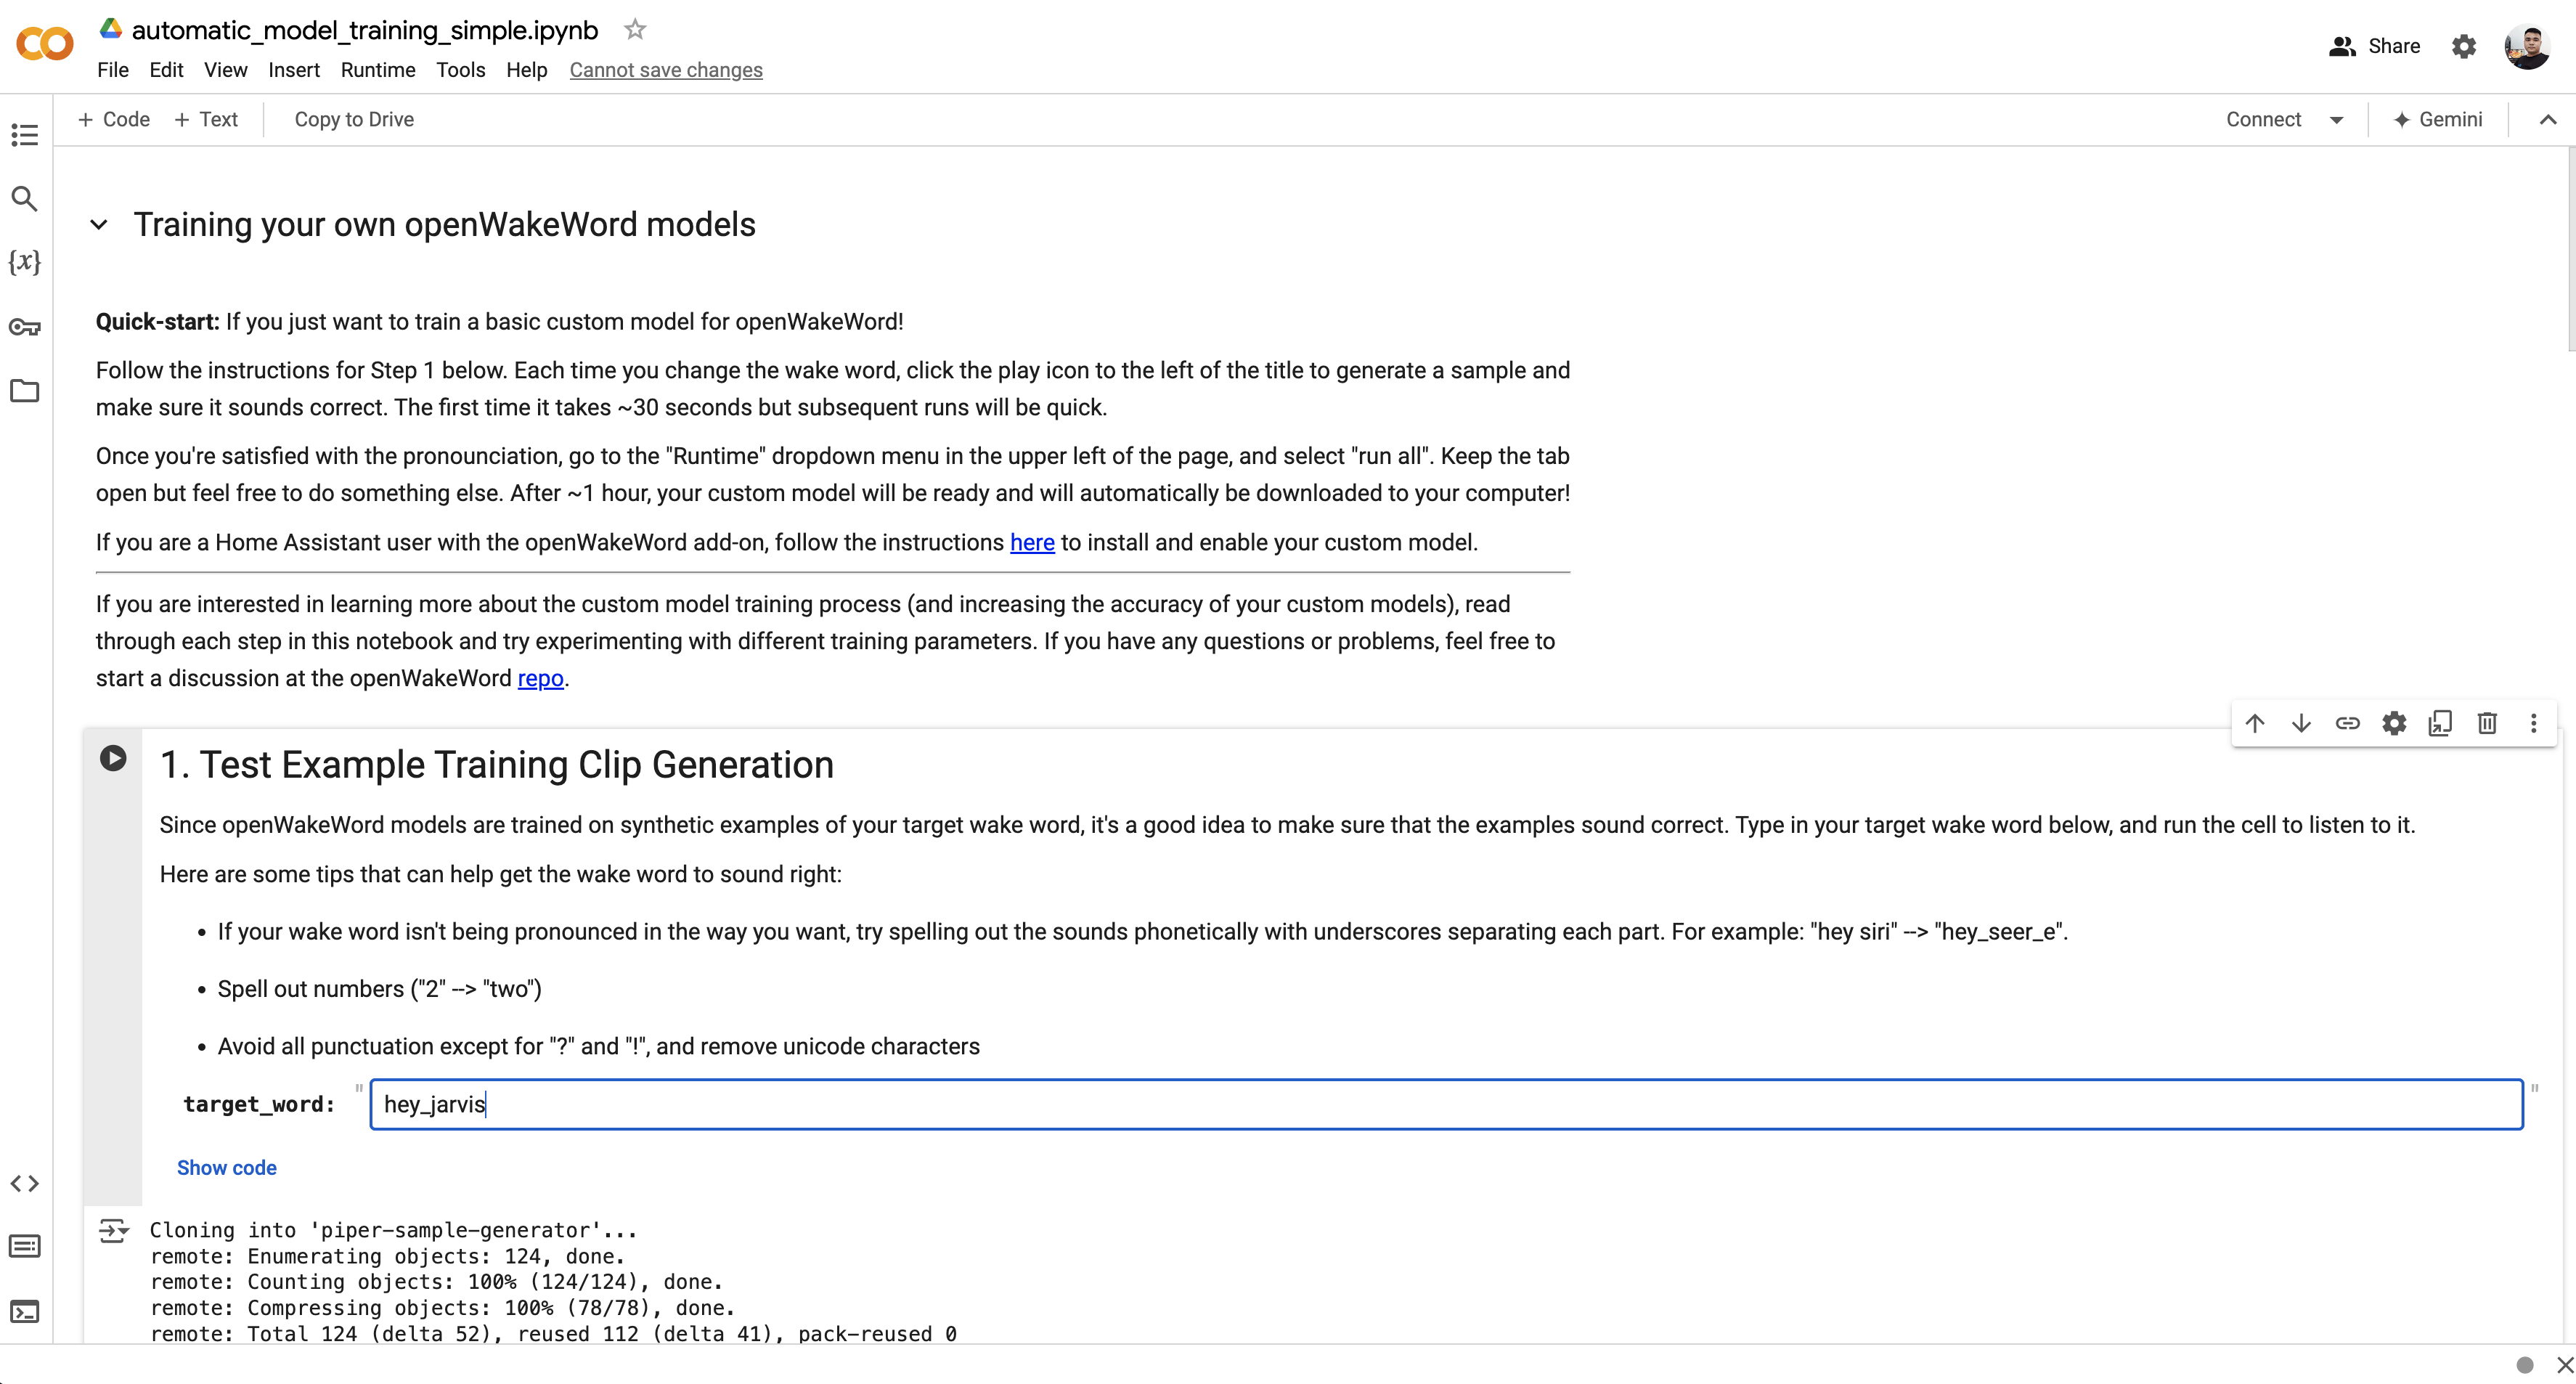 automatic_model_training_simple.ipynb
File Edit View Insert Runtime Tools Help Cannot save changes
Share
+ Code + Text Copy to Drive
Connect Gemini
Training your own openWakeWord models
{x}
Quick-start: If you just want to train a basic custom model for openWakeWord!
Follow the instructions for Step 1 below. Each time you change the wake word, click the play icon to the left of the title to generate a sample and
make sure it sounds correct. The first time it takes ~30 seconds but subsequent runs will be quick.
Once you're satisfied with the pronounciation, go to the "Runtime" dropdown menu in the upper left of the page, and select "run all". Keep the tab
open but feel free to do something else. After ~1 hour, your custom model will be ready and will automatically be downloaded to your computer!
If you are a Home Assistant user with the openWakeWord add-on, follow the instructions here to install and enable your custom model.
If you are interested in learning more about the custom model training process (and increasing the accuracy of your custom models), read
through each step in this notebook and try experimenting with different training parameters. If you have any questions or problems, feel free to
start a discussion at the openWakeWord repo.
1. Test Example Training Clip Generation
Since openWakeWord models are trained on synthetic examples of your target wake word, it's a good idea to make sure that the examples sound correct. Type in your target wake word below, and run the cell to listen to it.
Here are some tips that can help get the wake word to sound right:
• If your wake word isn't being pronounced in the way you want, try spelling out the sounds phonetically with underscores separating each part. For example: "hey siri" --> "hey_seer_e".
• Spell out numbers ("2" --> "two")
• Avoid all punctuation except for "?" and "!", and remove unicode characters
target_word: " hey_jarvis "
Show code
Cloning into 'piper-sample-generator'...
remote: Enumerating objects: 124, done.
remote: Counting objects: 100% (124/124), done.
remote: Compressing objects: 100% (78/78), done.
remote: Total 124 (delta 52), reused 112 (delta 41), pack-reused 0